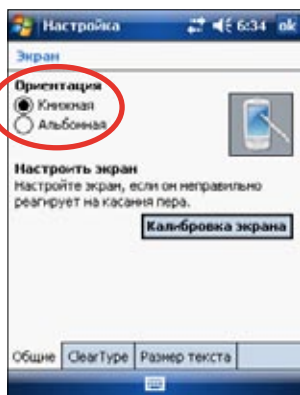 Настройка 6:34 ok
Экран
Ориентация
Книжная
Альбонная
Настроить экран
Настройте экран, если он неправильно
реагирует на касания пера.
Калибровка экрана
Общие ClearType Размер текста